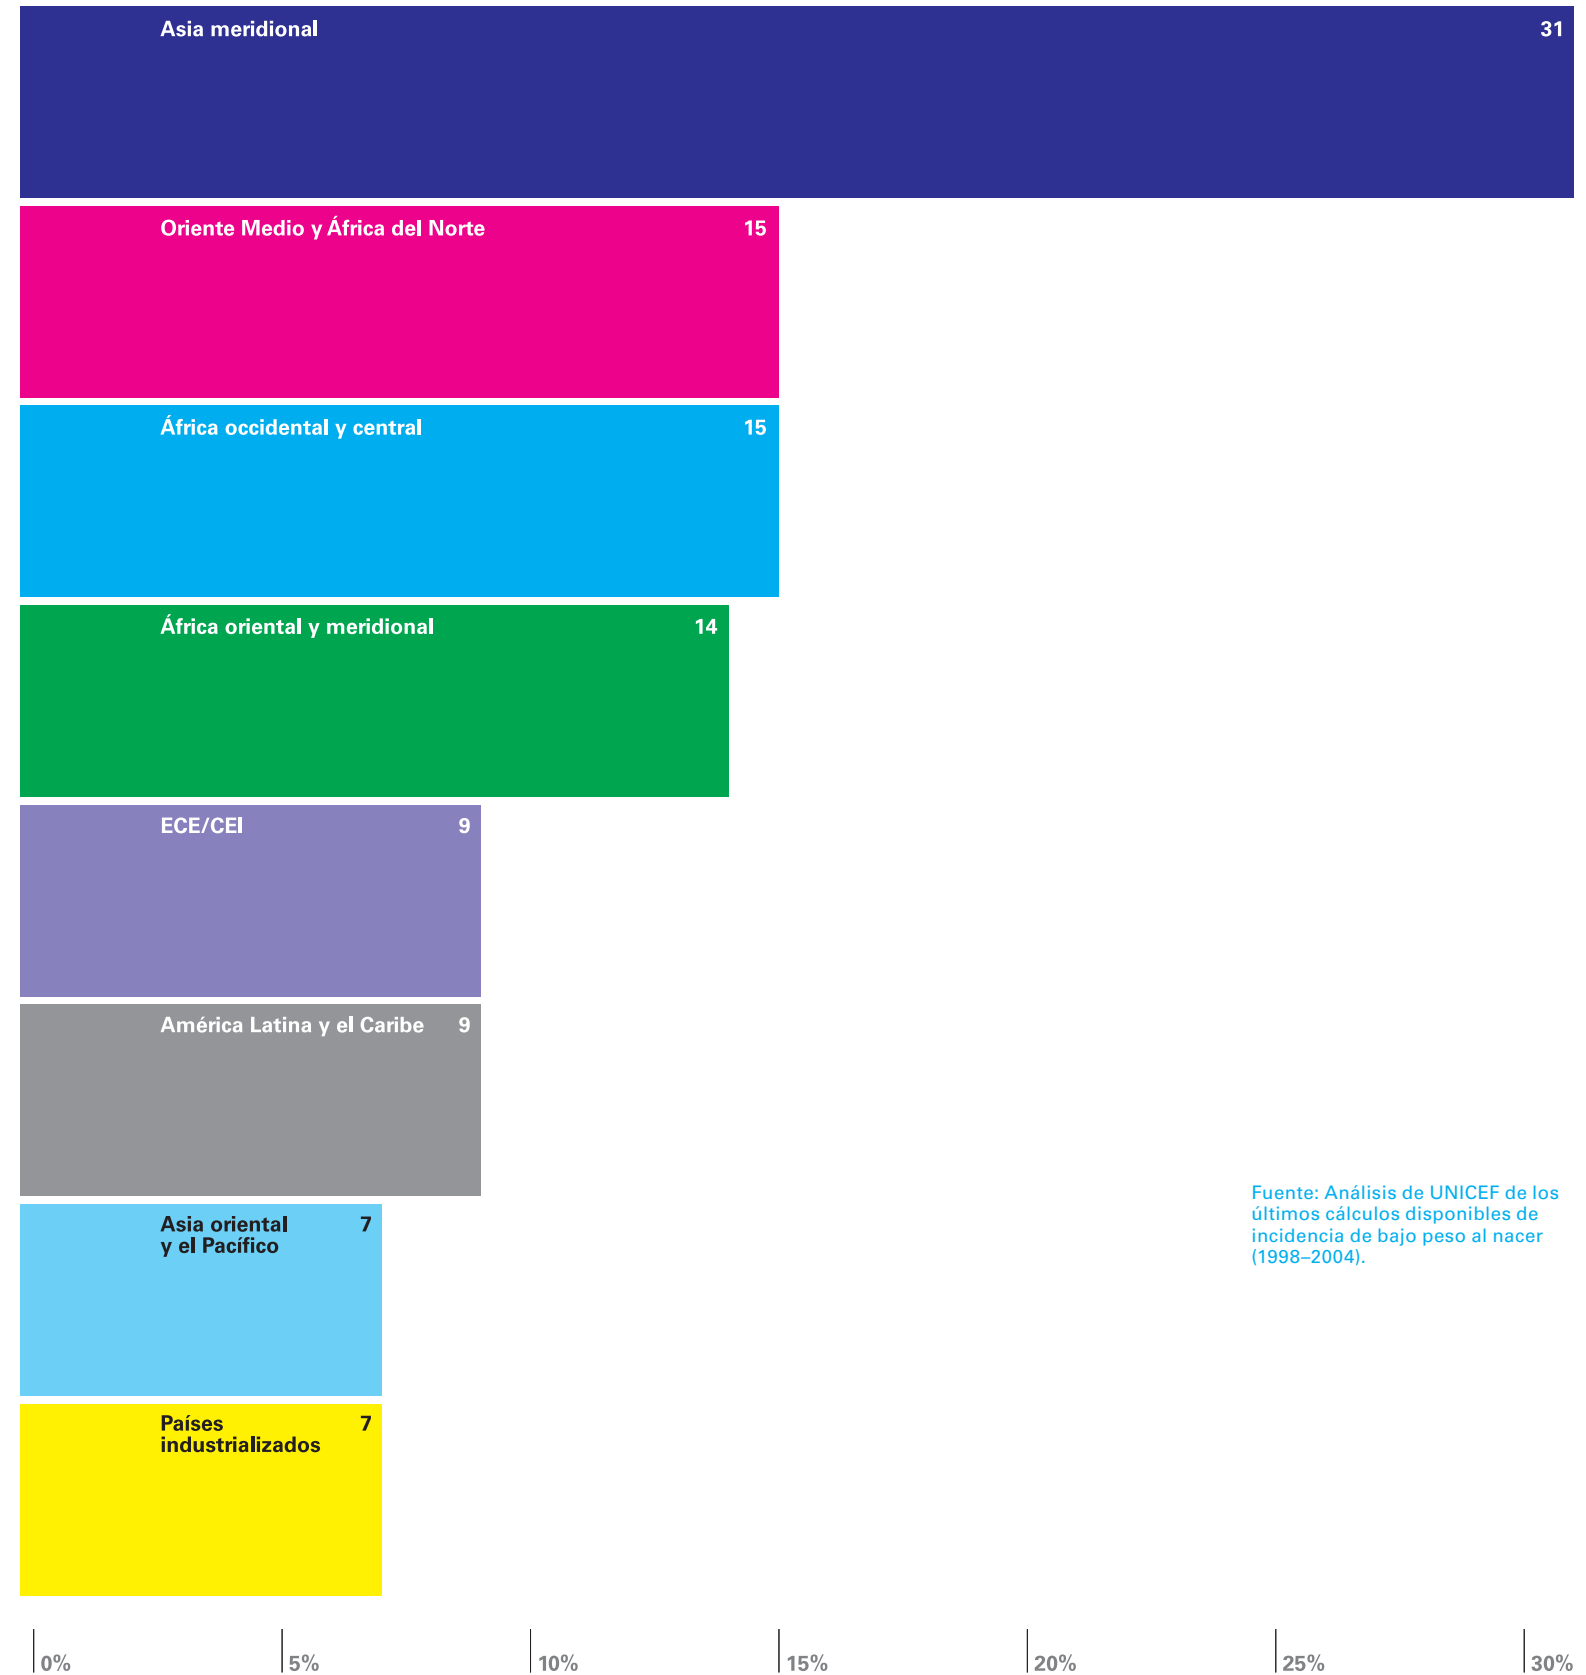 Asia meridional 31
Oriente Medio y África del Norte 15
África occidental y central 15
África oriental y meridional 14
ECE/CEI 9
América Latina y el Caribe 9
Asia oriental 7
y el Pacífico
Países 7
industrializados
Fuente: Análisis de UNICEF de los
últimos cálculos disponibles de
incidencia de bajo peso al nacer
(1998–2004).
0% 5% 10% 15% 20% 25% 30%